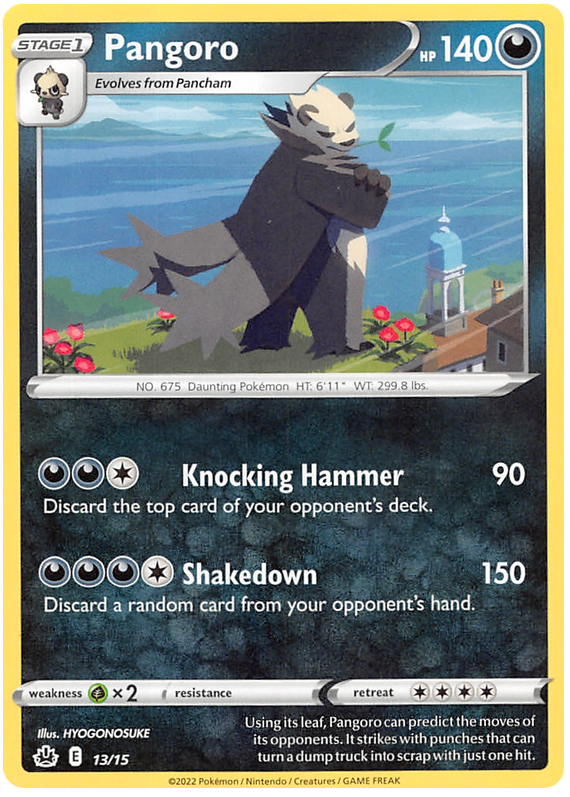 STAGE 1 Pangoro HP 140
Evolves from Pancham
NO. 675 Daunting Pokémon HT: 6'11" WT: 299.8 lbs.
Knocking Hammer 90
Discard the top card of your opponent's deck.
Shakedown 150
Discard a random card from your opponent's hand.
weakness ×2 resistance retreat
Illus. HYOGONOSUKE
E 13/15
Using its leaf, Pangoro can predict the moves of
its opponents. It strikes with punches that can
turn a dump truck into scrap with just one hit.
©2022 Pokémon / Nintendo / Creatures / GAME FREAK